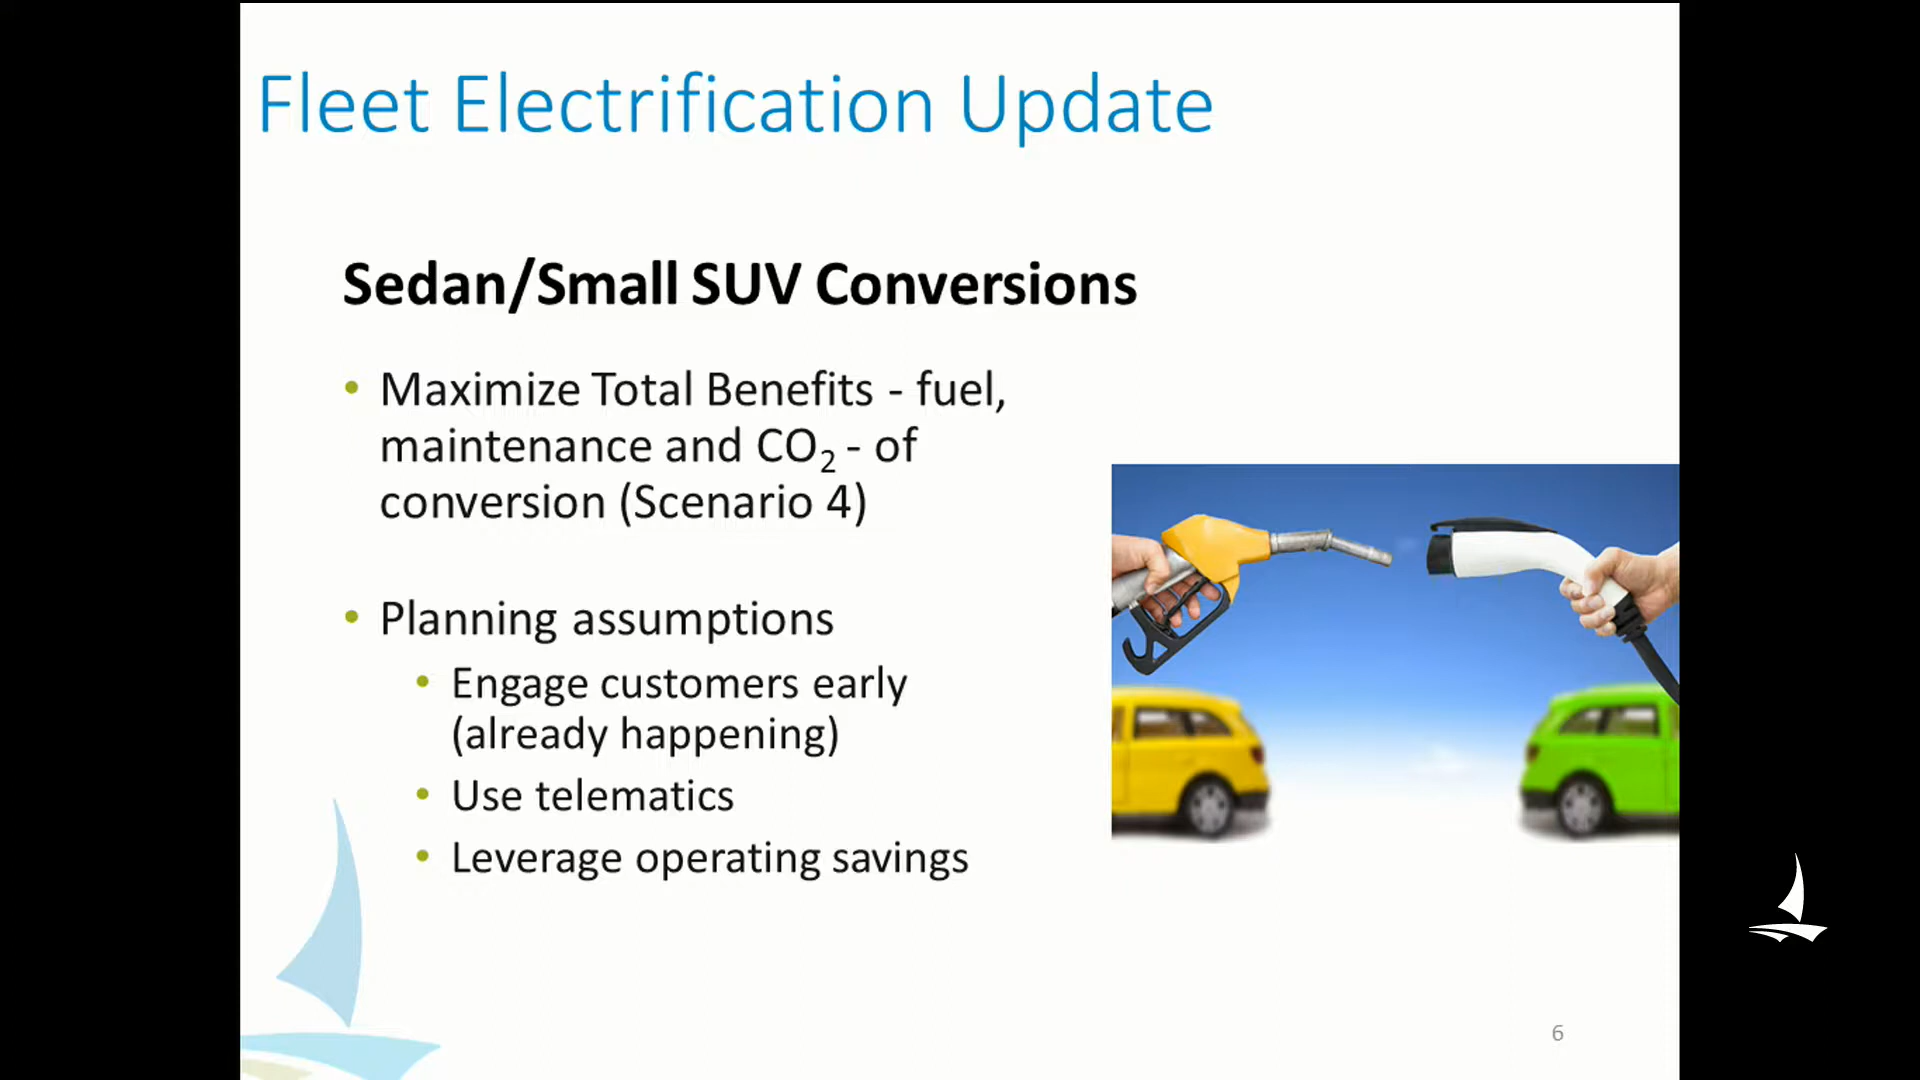 Fleet Electrification Update
Sedan/Small SUV Conversions
• Maximize Total Benefits - fuel,
maintenance and CO₂ - of
conversion (Scenario 4)
• Planning assumptions
• Engage customers early
(already happening)
• Use telematics
• Leverage operating savings
6